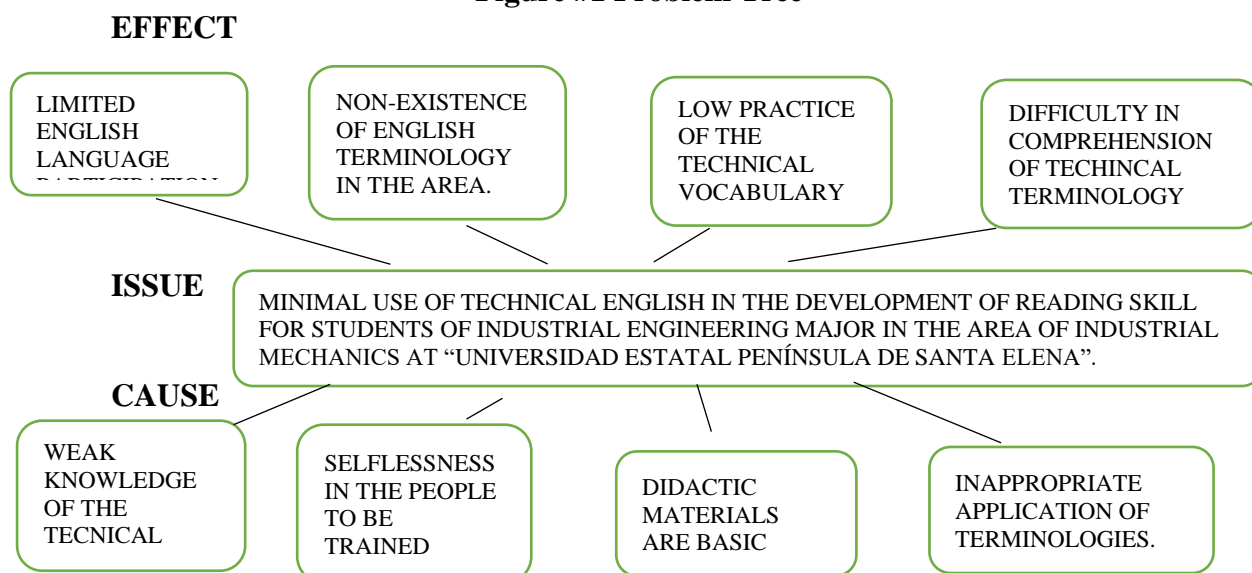 EFFECT
LIMITED
ENGLISH
LANGUAGE
PARTICIPATION
NON-EXISTENCE
OF ENGLISH
TERMINOLOGY
IN THE AREA.
LOW PRACTICE
OF THE
TECHNICAL
VOCABULARY
DIFFICULTY IN
COMPREHENSION
OF TECHINCAL
TERMINOLOGY
ISSUE
MINIMAL USE OF TECHNICAL ENGLISH IN THE DEVELOPMENT OF READING SKILL
FOR STUDENTS OF INDUSTRIAL ENGINEERING MAJOR IN THE AREA OF INDUSTRIAL
MECHANICS AT “UNIVERSIDAD ESTATAL PENÍNSULA DE SANTA ELENA”.
CAUSE
WEAK
KNOWLEDGE
OF THE
TECNICAL
SELFLESSNESS
IN THE PEOPLE
TO BE
TRAINED
DIDACTIC
MATERIALS
ARE BASIC
INAPPROPRIATE
APPLICATION OF
TERMINOLOGIES.